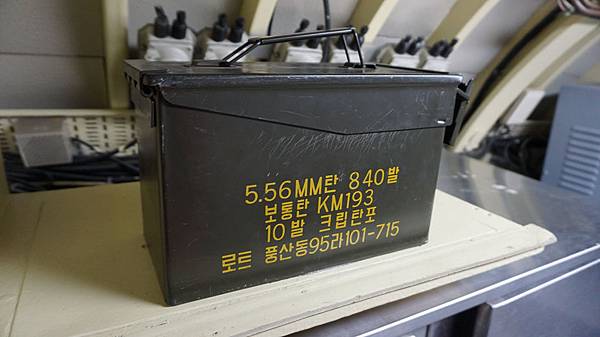 5.56MM탄 840발
보통탄 KM193
10발 크립탄포
로트 풍산동95라101-715